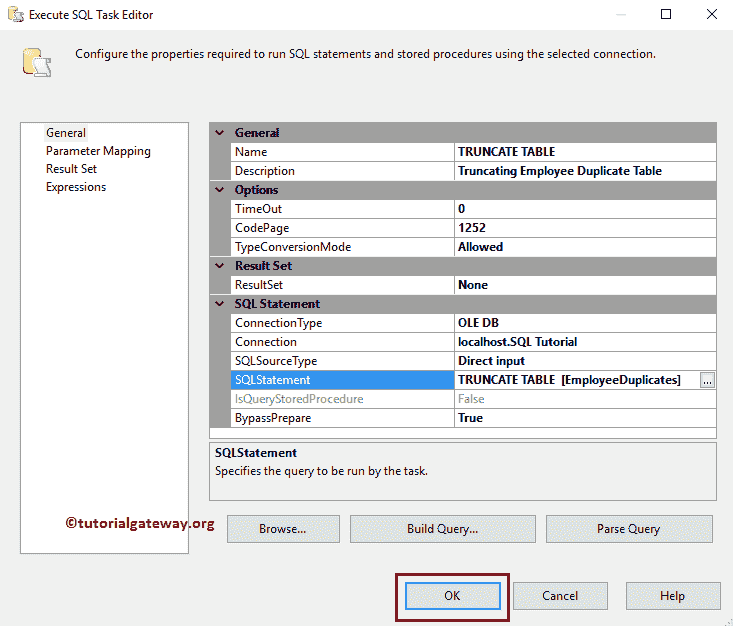 Execute SQL Task Editor
Configure the properties required to run SQL statements and stored procedures using the selected connection.
General
Parameter Mapping
Result Set
Expressions
General
Name TRUNCATE TABLE
Description Truncating Employee Duplicate Table
Options
TimeOut 0
CodePage 1252
TypeConversionMode Allowed
Result Set
ResultSet None
SQL Statement
ConnectionType OLE DB
Connection localhost.SQL Tutorial
SQLSourceType Direct input
SQLStatement TRUNCATE TABLE [EmployeeDuplicates] ...
IsQueryStoredProcedure False
BypassPrepare True
SQLStatement
Specifies the query to be run by the task.
©tutorialgateway.org
Browse... Build Query... Parse Query
OK Cancel Help